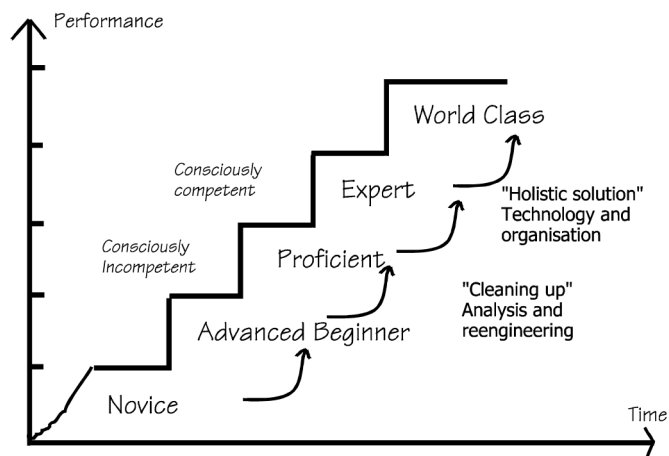 Performance
World Class
Consciously
competent
Expert
"Holistic solution"
Technology and
organisation
Consciously
Incompetent
Proficient
"Cleaning up"
Analysis and
reengineering
Advanced Beginner
Novice
Time